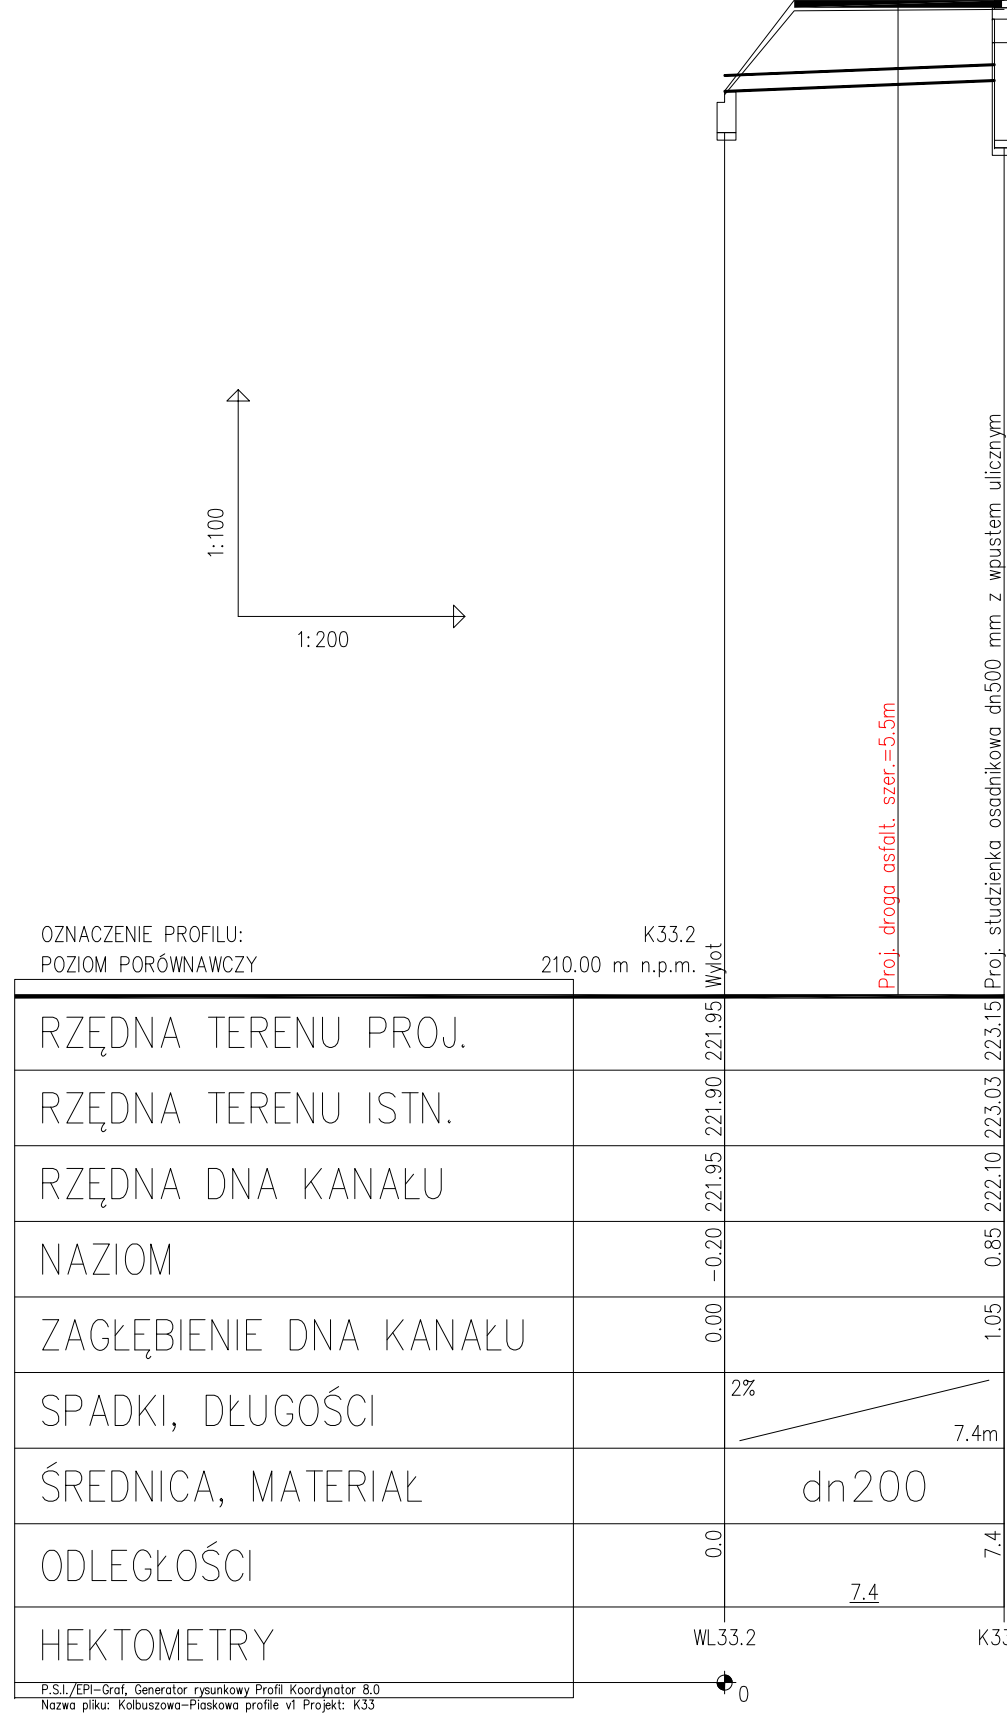 1:100
1:200
Proj. droga asfalt. szer.=5.5m
Proj. studzienka osadnikowa dn500 mm z wpustem ulicznym
OZNACZENIE PROFILU: K33.2
POZIOM PORÓWNAWCZY 210.00 m n.p.m.
Wylot
RZĘDNA TERENU PROJ. 221.95 223.15
RZĘDNA TERENU ISTN. 221.90 223.03
RZĘDNA DNA KANAŁU 221.95 222.10
NAZIOM -0.20 0.85
ZAGŁĘBIENIE DNA KANAŁU 0.00 1.05
SPADKI, DŁUGOŚCI 2% 7.4m
ŚREDNICA, MATERIAŁ dn200
ODLEGŁOŚCI 0.0 7.4 7.4
HEKTOMETRY WL33.2 K33
0
P.S.I./EPI-Graf, Generator rysunkowy Profil Koordynator 8.0
Nazwa pliku: Kolbuszowa-Piaskowa profile v1 Projekt: K33